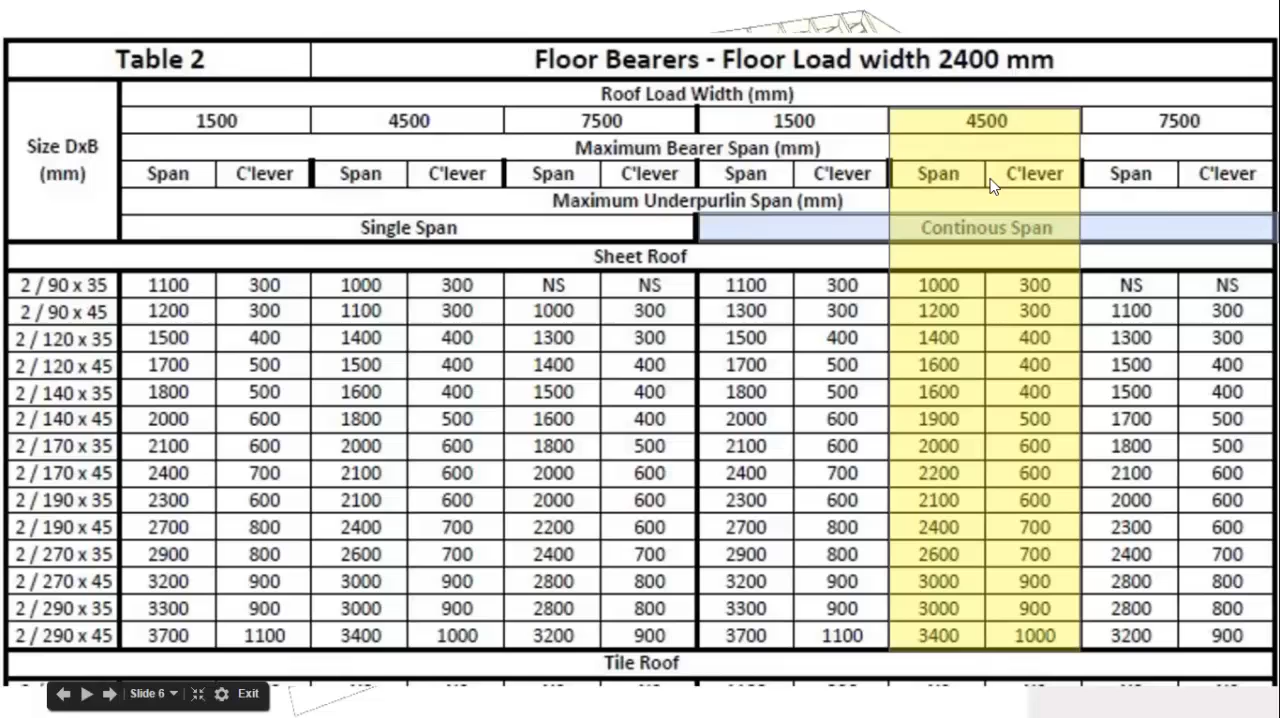 Table 2 Floor Bearers - Floor Load width 2400 mm
Size DxB (mm) Roof Load Width (mm)
1500 4500 7500 1500 4500 7500
Maximum Bearer Span (mm)
Span C'lever Span C'lever Span C'lever Span C'lever Span C'lever Span C'lever
Maximum Underpurlin Span (mm)
Single Span Continous Span
Sheet Roof
2 / 90 x 35 1100 300 1000 300 NS NS 1100 300 1000 300 NS NS
2 / 90 x 45 1200 300 1100 300 1000 300 1300 300 1200 300 1100 300
2 / 120 x 35 1500 400 1400 400 1300 300 1500 400 1400 400 1300 300
2 / 120 x 45 1700 500 1500 400 1400 400 1700 500 1600 400 1500 400
2 / 140 x 35 1800 500 1600 400 1500 400 1800 500 1600 400 1500 400
2 / 140 x 45 2000 600 1800 500 1600 400 2000 600 1900 500 1700 500
2 / 170 x 35 2100 600 2000 600 1800 500 2100 600 2000 600 1800 500
2 / 170 x 45 2400 700 2100 600 2000 600 2400 700 2200 600 2100 600
2 / 190 x 35 2300 600 2100 600 2000 600 2300 600 2100 600 2000 600
2 / 190 x 45 2700 800 2400 700 2200 600 2700 800 2400 700 2300 600
2 / 270 x 35 2900 800 2600 700 2400 700 2900 800 2600 700 2400 700
2 / 270 x 45 3200 900 3000 900 2800 800 3200 900 3000 900 2800 800
2 / 290 x 35 3300 900 3000 900 2800 800 3300 900 3000 900 2800 800
2 / 290 x 45 3700 1100 3400 1000 3200 900 3700 1100 3400 1000 3200 900
Tile Roof
Slide 6 Exit